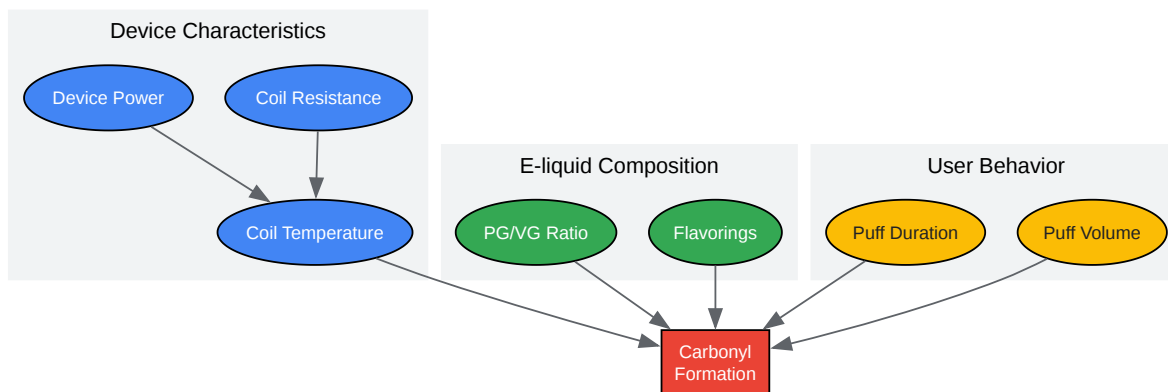 Device Characteristics
Device Power
Coil Resistance
Coil Temperature
E-liquid Composition
PG/VG Ratio
Flavorings
User Behavior
Puff Duration
Puff Volume
Carbonyl
Formation